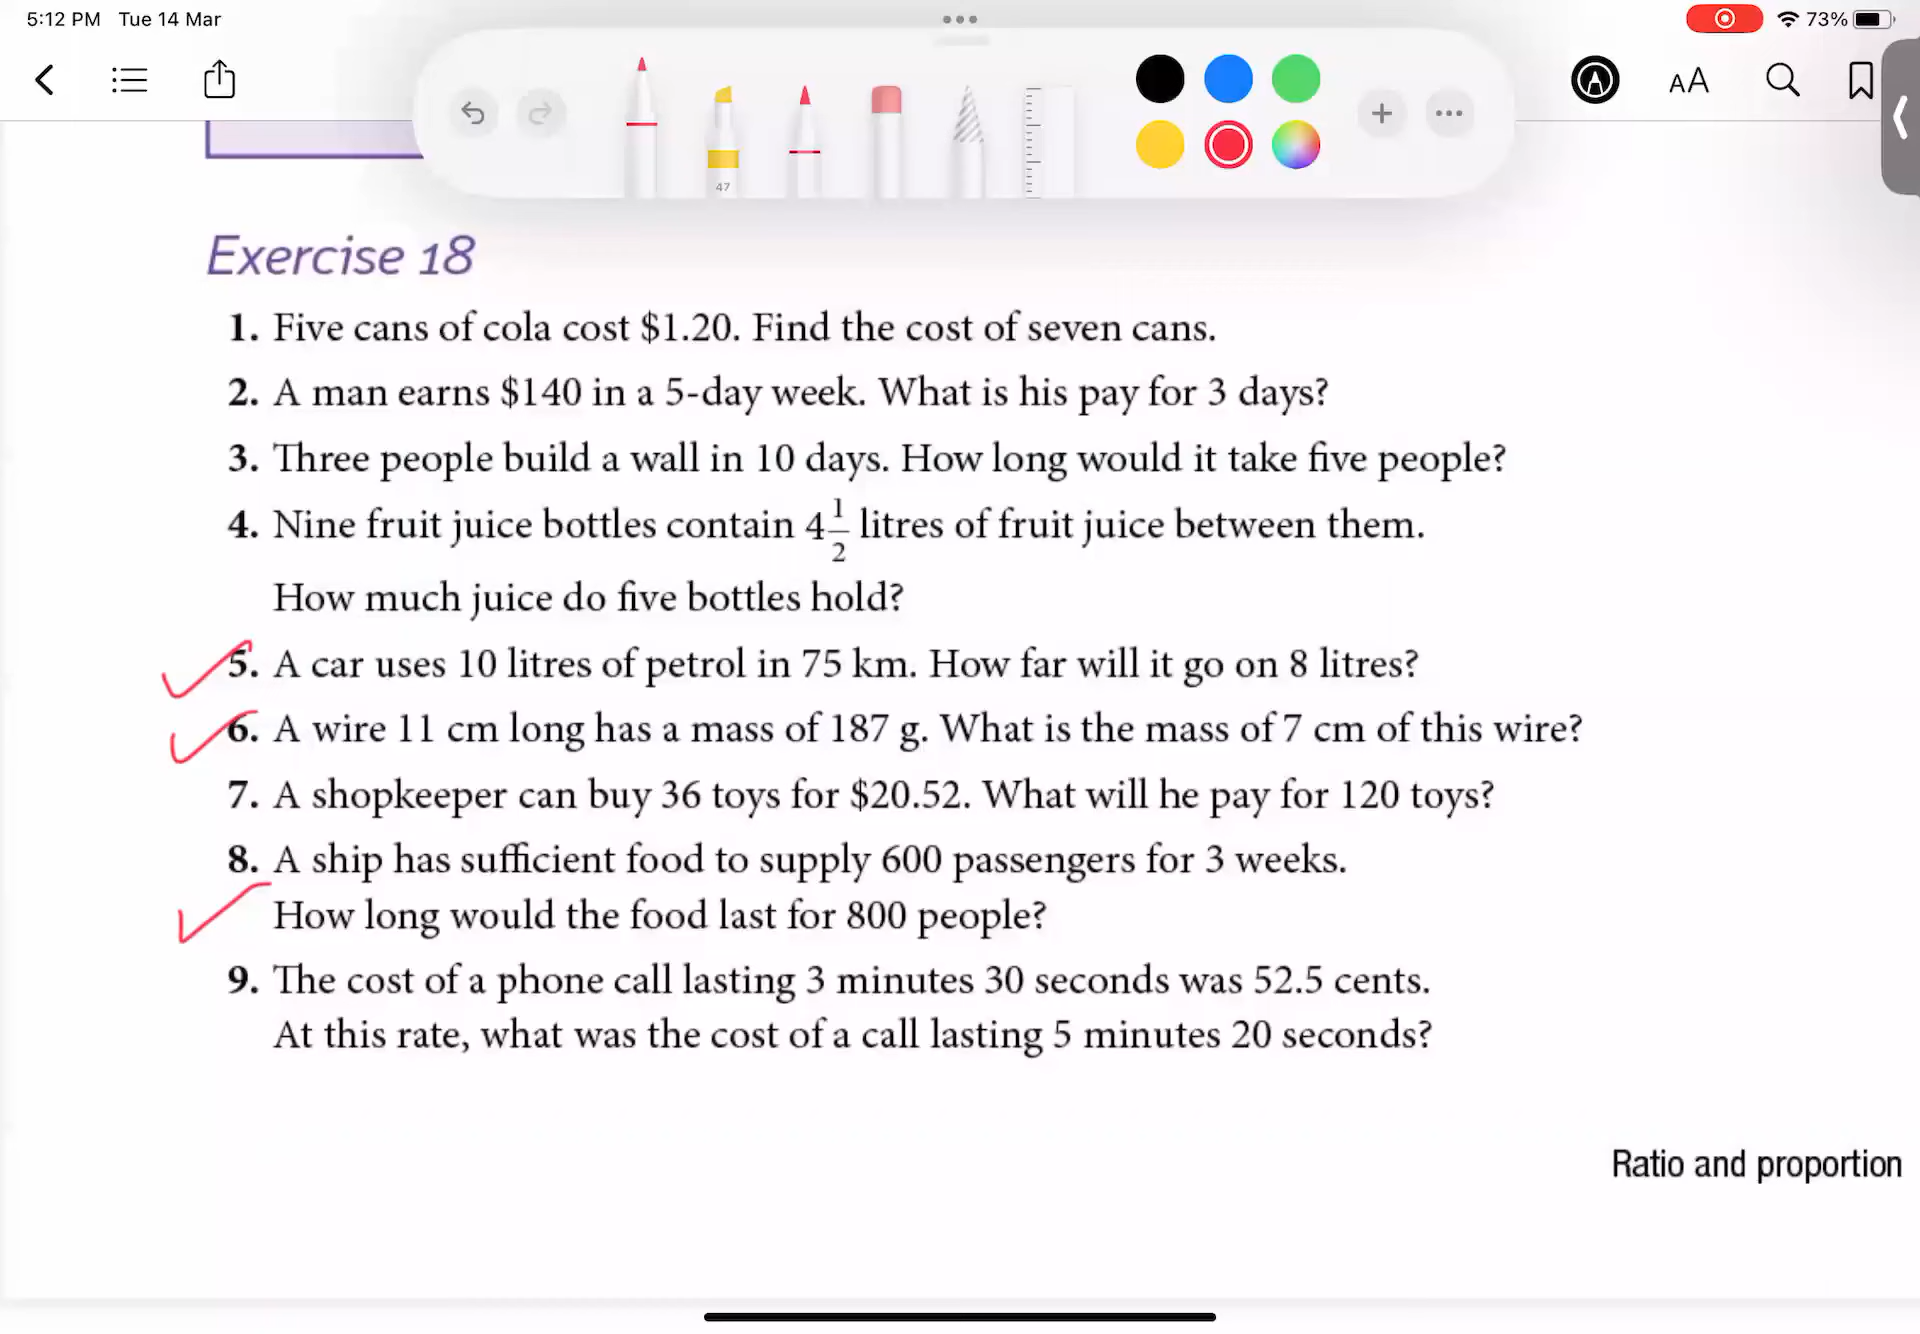 5:12 PM Tue 14 Mar
73%
AA
47
Exercise 18
1. Five cans of cola cost $1.20. Find the cost of seven cans.
2. A man earns $140 in a 5-day week. What is his pay for 3 days?
3. Three people build a wall in 10 days. How long would it take five people?
4. Nine fruit juice bottles contain 4 1/2 litres of fruit juice between them.
How much juice do five bottles hold?
5. A car uses 10 litres of petrol in 75 km. How far will it go on 8 litres?
6. A wire 11 cm long has a mass of 187 g. What is the mass of 7 cm of this wire?
7. A shopkeeper can buy 36 toys for $20.52. What will he pay for 120 toys?
8. A ship has sufficient food to supply 600 passengers for 3 weeks.
How long would the food last for 800 people?
9. The cost of a phone call lasting 3 minutes 30 seconds was 52.5 cents.
At this rate, what was the cost of a call lasting 5 minutes 20 seconds?
Ratio and proportion